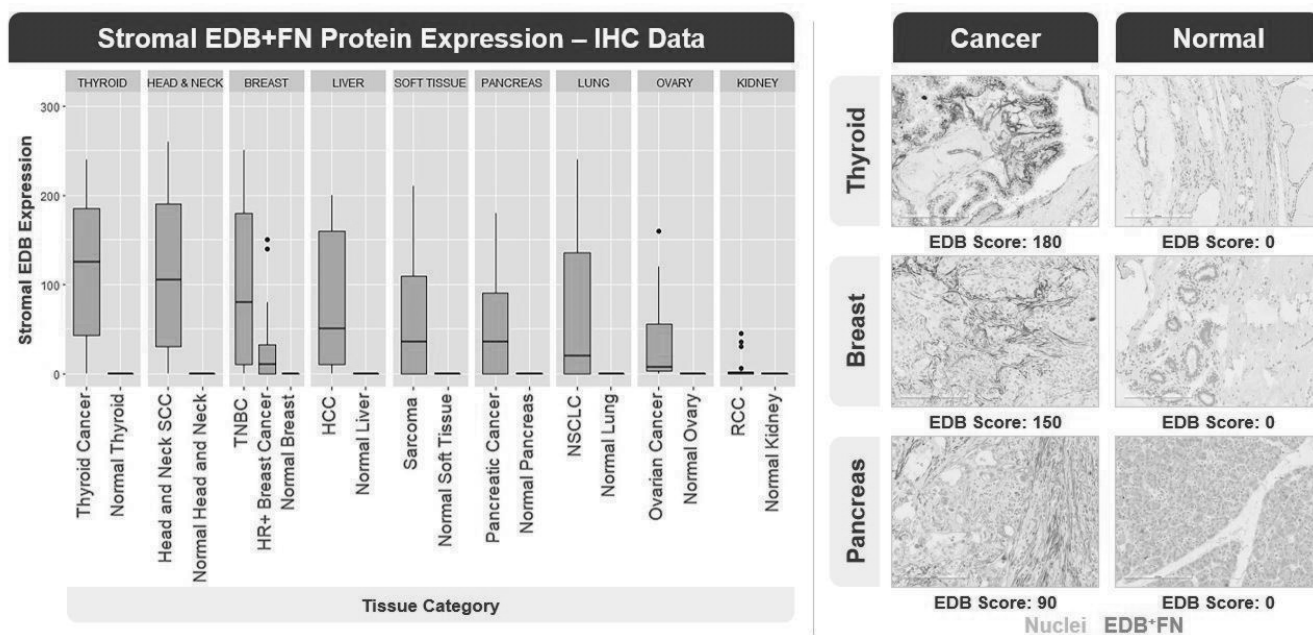 Stromal EDB+FN Protein Expression – IHC Data
THYROID
HEAD & NECK
BREAST
LIVER
SOFT TISSUE
PANCREAS
LUNG
OVARY
KIDNEY
Stromal EDB Expression
300
200
100
0
Thyroid Cancer
Normal Thyroid
Head and Neck SCC
Normal Head and Neck
TNBC
HR+ Breast Cancer
Normal Breast
HCC
Normal Liver
Sarcoma
Normal Soft Tissue
Pancreatic Cancer
Normal Pancreas
NSCLC
Normal Lung
Ovarian Cancer
Normal Ovary
RCC
Normal Kidney
Tissue Category
Cancer
Normal
Thyroid
EDB Score: 180
EDB Score: 0
Breast
EDB Score: 150
EDB Score: 0
Pancreas
EDB Score: 90
EDB Score: 0
Nuclei EDB⁺FN